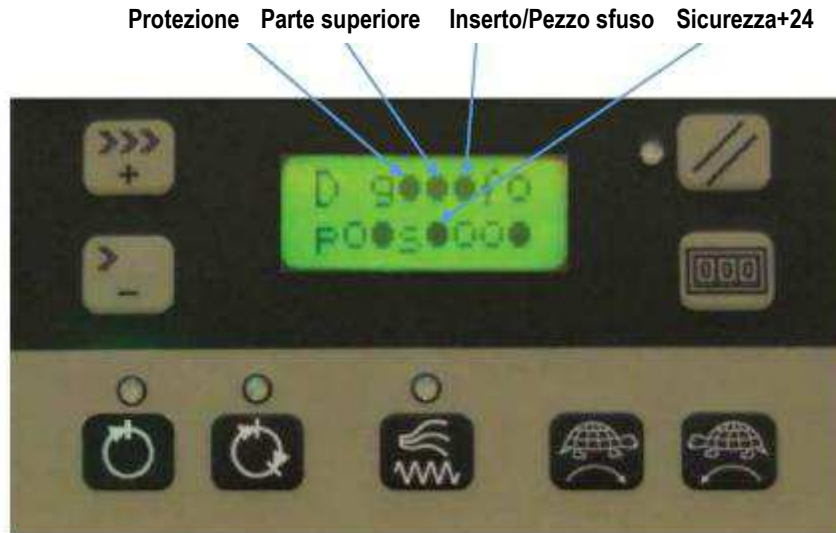 Protezione Parte superiore Inserto/Pezzo sfuso Sicurezza+24
>>>
+
D g●●●fo
>
–
p0●s●00●
000